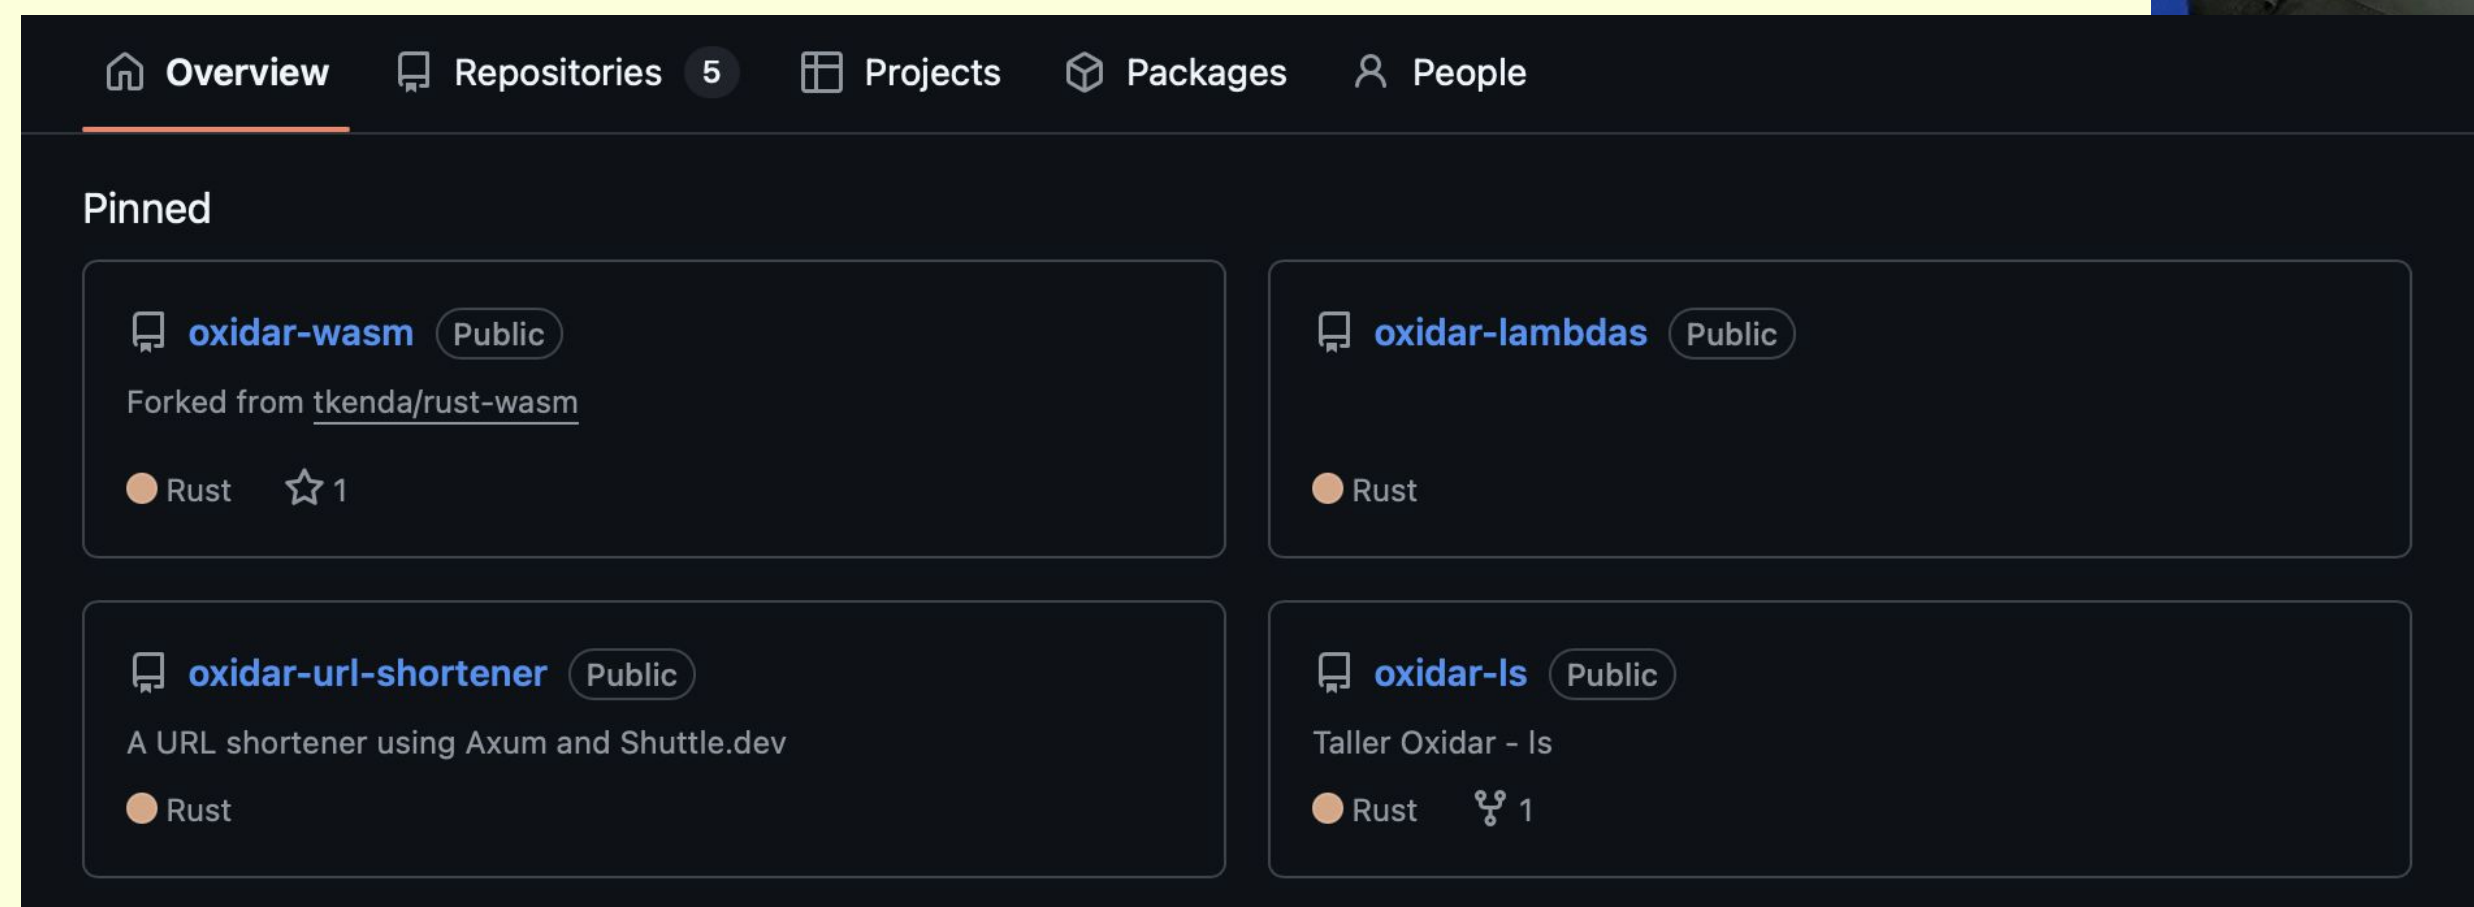 Overview Repositories 5 Projects Packages People
Pinned
oxidar-wasm Public
Forked from tkenda/rust-wasm
Rust 1
oxidar-lambdas Public
Rust
oxidar-url-shortener Public
A URL shortener using Axum and Shuttle.dev
Rust
oxidar-ls Public
Taller Oxidar - ls
Rust 1